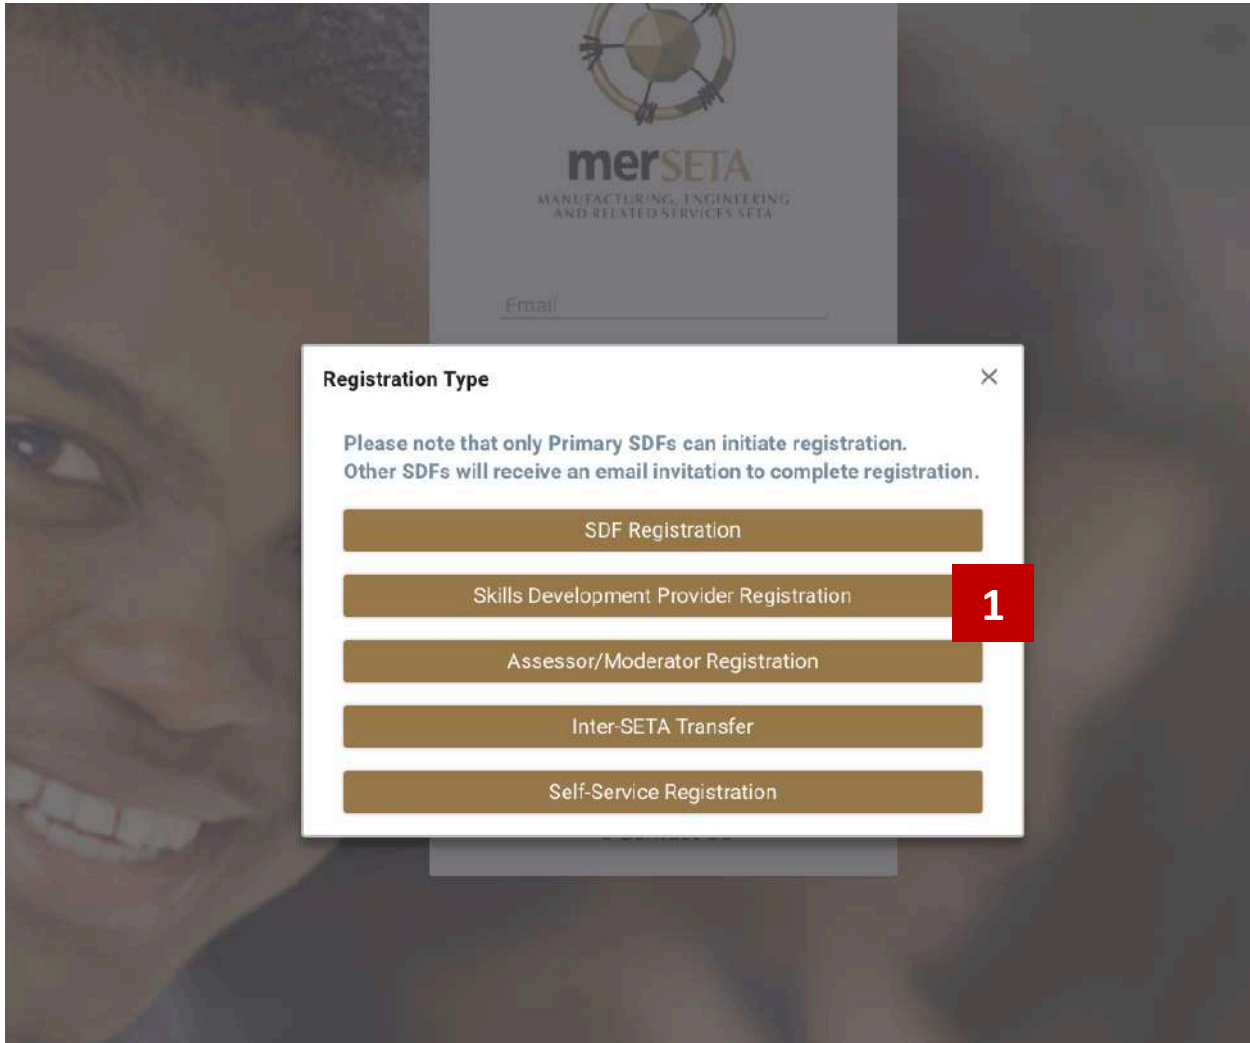 merSETA
MANUFACTURING, ENGINEERING
AND RELATED SERVICES SETA
Email
Registration Type
Please note that only Primary SDFs can initiate registration.
Other SDFs will receive an email invitation to complete registration.
SDF Registration
Skills Development Provider Registration
1
Assessor/Moderator Registration
Inter-SETA Transfer
Self-Service Registration